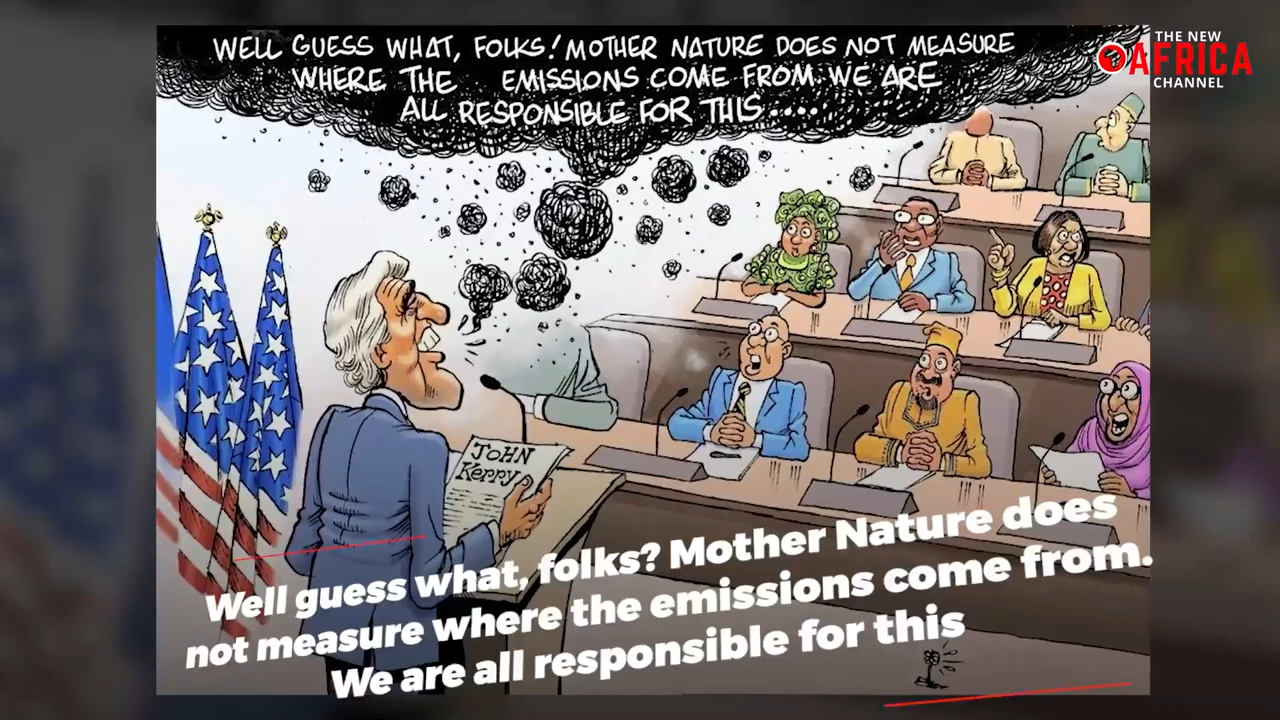 WELL GUESS WHAT, FOLKS! MOTHER NATURE DOES NOT MEASURE
WHERE THE EMISSIONS COME FROM. WE ARE
ALL RESPONSIBLE FOR THIS.....
THE NEW
AFRICA
CHANNEL
JOHN
Kerry
Well guess what, folks? Mother Nature does
not measure where the emissions come from.
We are all responsible for this